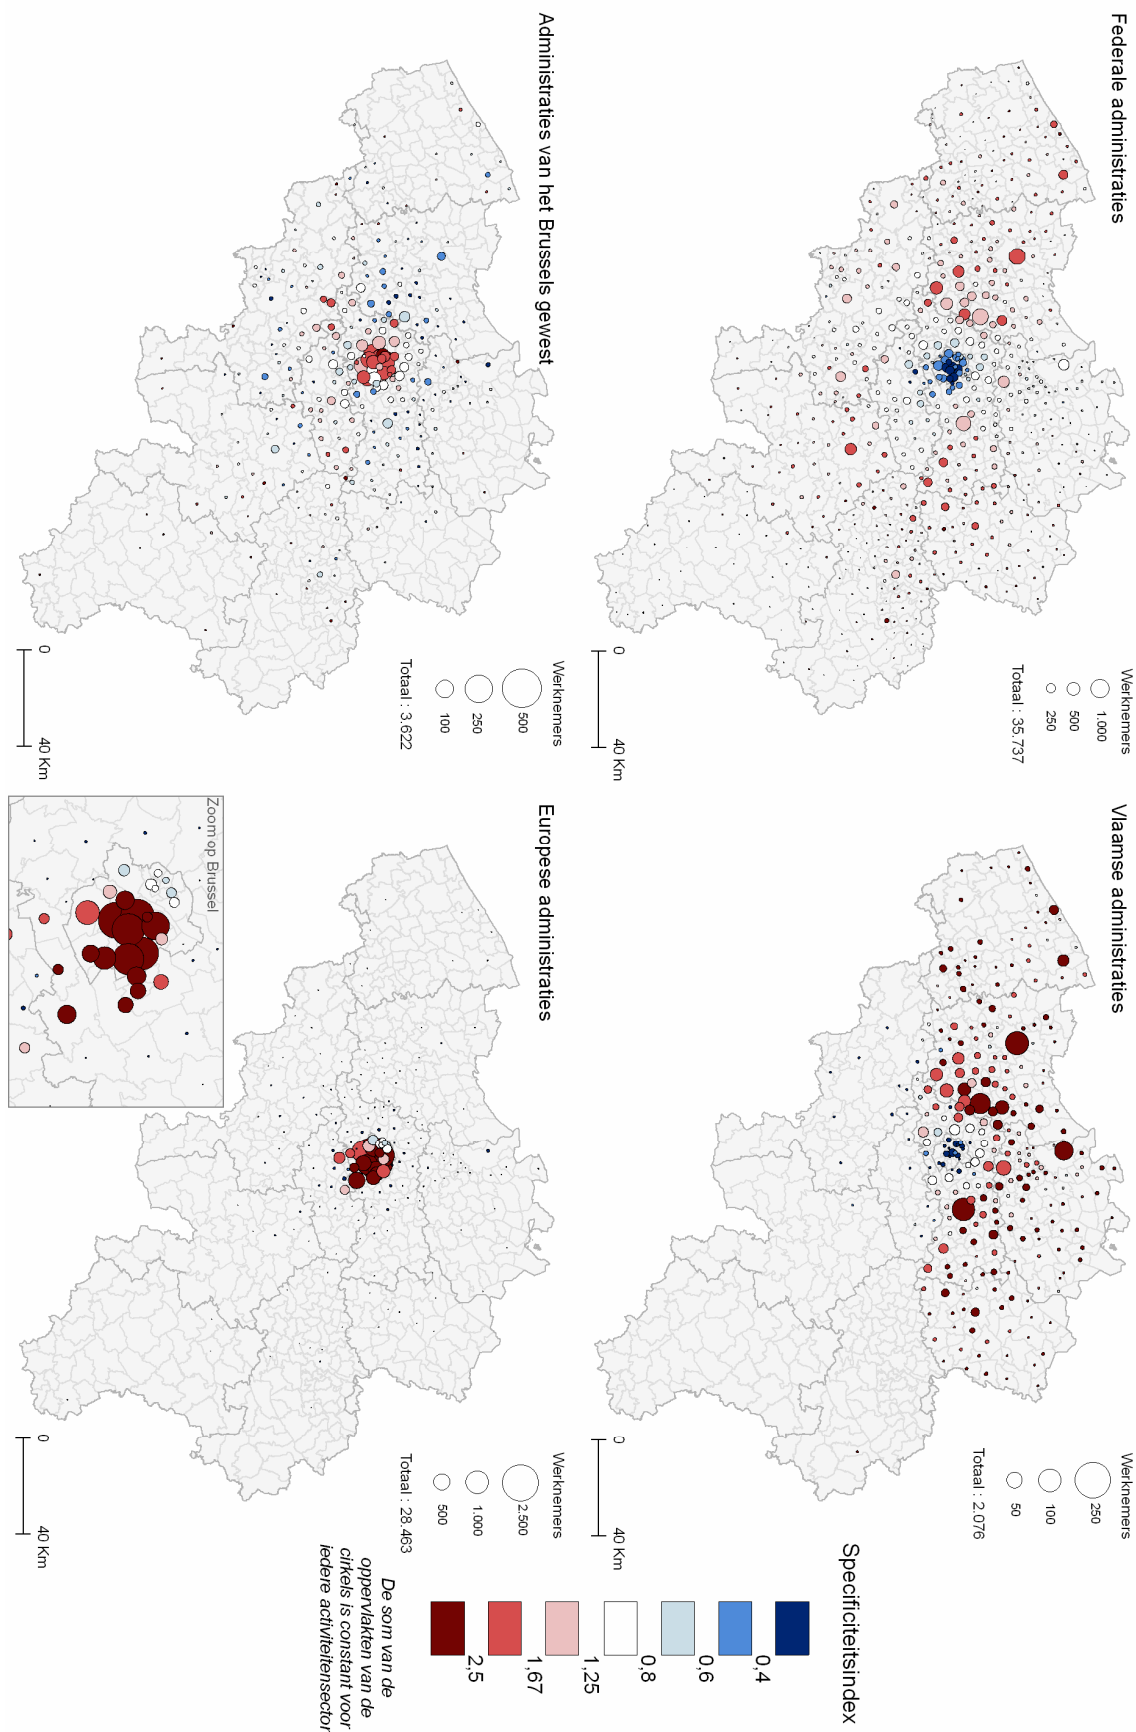 Federale administraties
Werknemers
1.000
500
250
Totaal : 35.737
0
40 Km
Vlaamse administraties
Werknemers
250
100
50
Totaal : 2.076
0
40 Km
Administraties van het Brussels gewest
Werknemers
500
250
100
Totaal : 3.622
0
40 Km
Europese administraties
Werknemers
2.500
1.000
500
Totaal : 28.463
0
40 Km
Zoom op Brussel
Specificiteitsindex
0,4
0,6
0,8
1,25
1,67
2,5
De som van de
oppervlakten van de
cirkels is constant voor
iedere activiteitensector